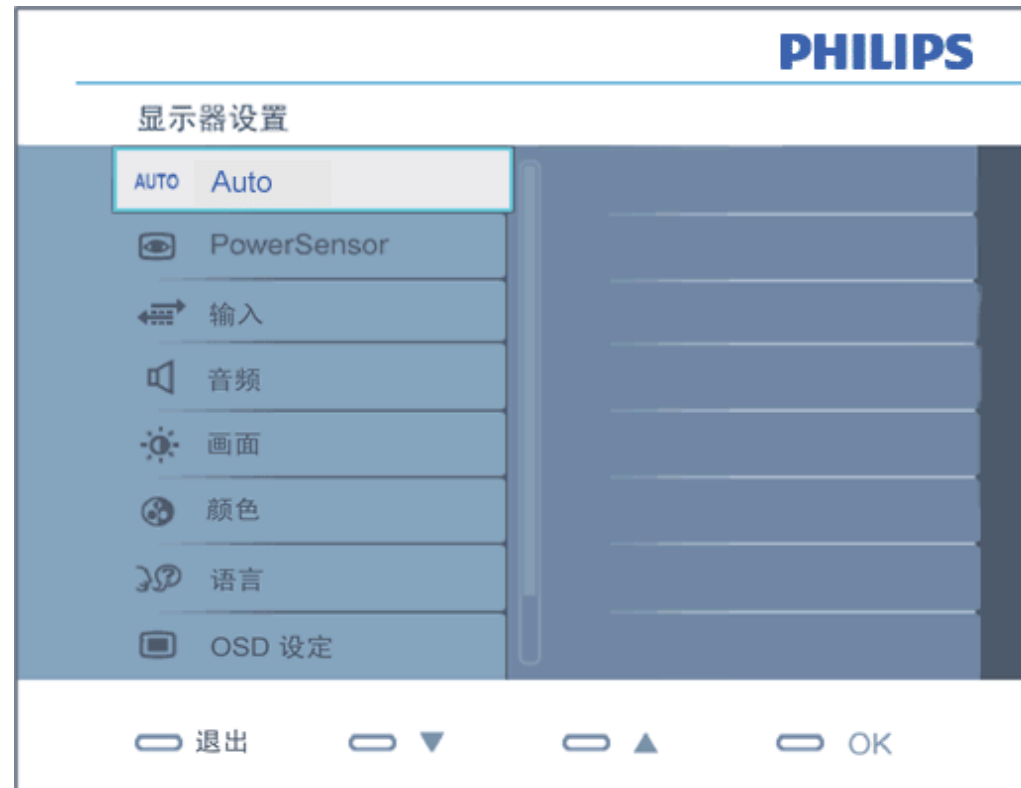 PHILIPS
显示器设置
AUTO Auto
PowerSensor
输入
音频
画面
颜色
语言
OSD 设定
退出 ▼ ▲ OK